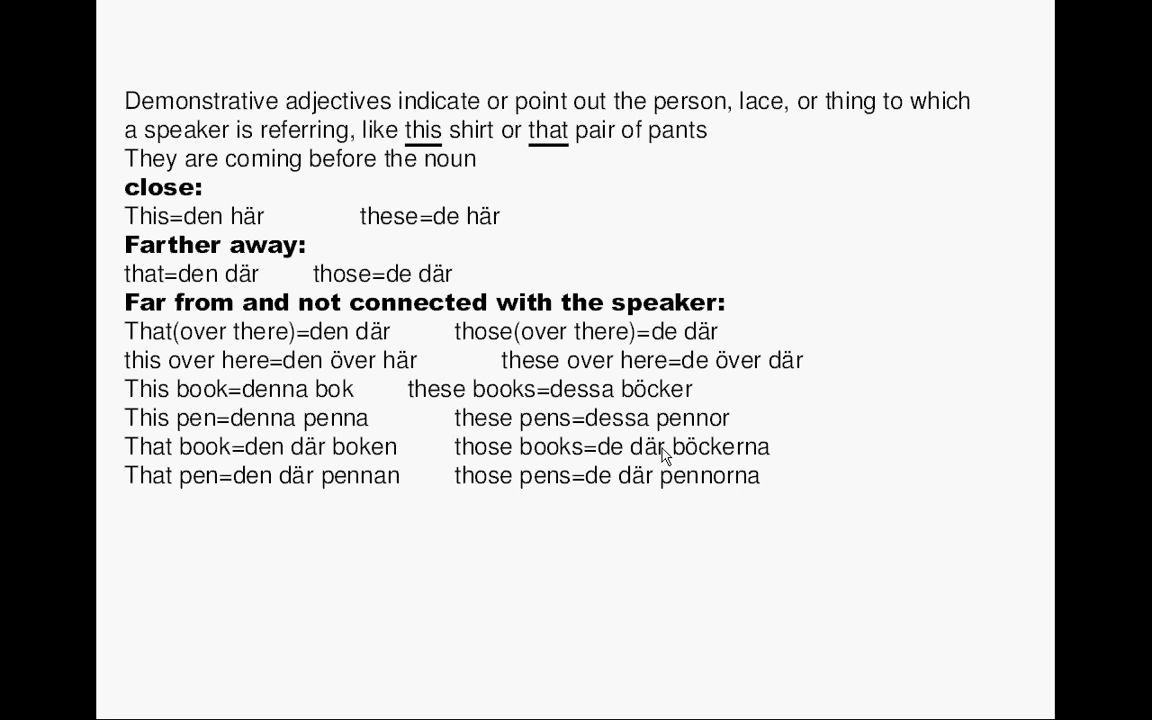 Demonstrative adjectives indicate or point out the person, lace, or thing to which
a speaker is referring, like this shirt or that pair of pants
They are coming before the noun
close:
This=den här these=de här
Farther away:
that=den där those=de där
Far from and not connected with the speaker:
That(over there)=den där those(over there)=de där
this over here=den över här these over here=de över där
This book=denna bok these books=dessa böcker
This pen=denna penna these pens=dessa pennor
That book=den där boken those books=de där böckerna
That pen=den där pennan those pens=de där pennorna